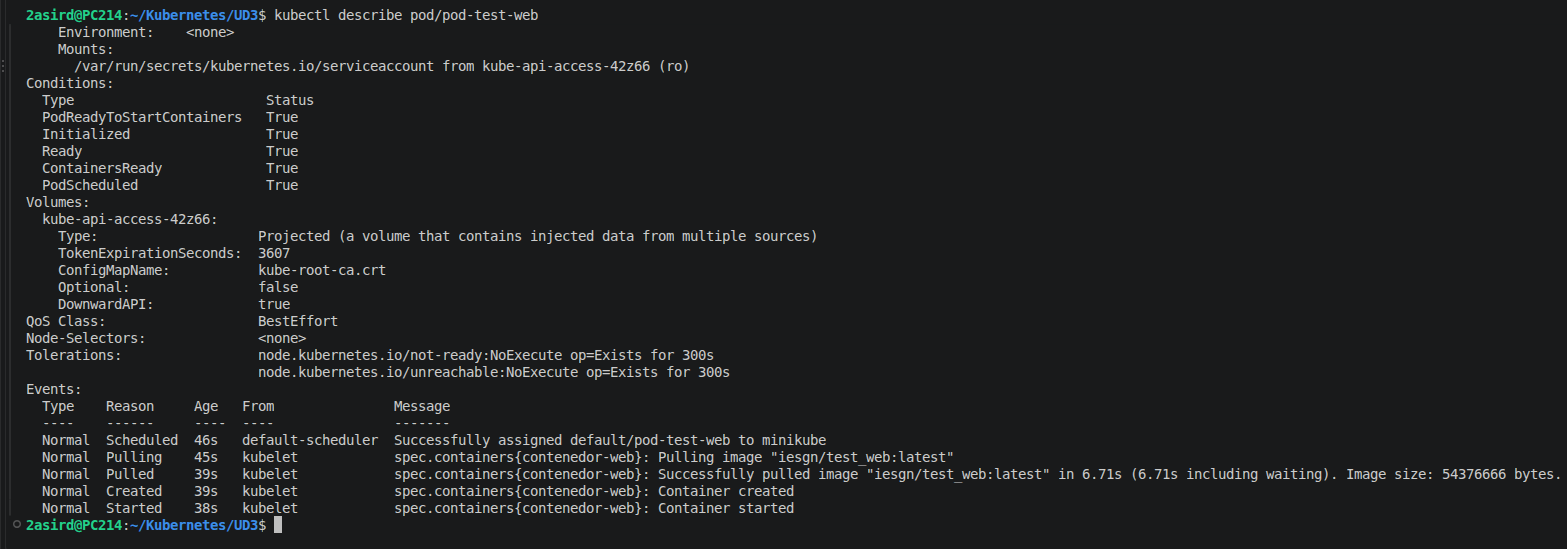 2asird@PC214:~/Kubernetes/UD3$ kubectl describe pod/pod-test-web
    Environment:    <none>
    Mounts:
      /var/run/secrets/kubernetes.io/serviceaccount from kube-api-access-42z66 (ro)
Conditions:
  Type                        Status
  PodReadyToStartContainers   True
  Initialized                 True
  Ready                       True
  ContainersReady             True
  PodScheduled                True
Volumes:
  kube-api-access-42z66:
    Type:                    Projected (a volume that contains injected data from multiple sources)
    TokenExpirationSeconds:  3607
    ConfigMapName:           kube-root-ca.crt
    Optional:                false
    DownwardAPI:             true
QoS Class:                   BestEffort
Node-Selectors:              <none>
Tolerations:                 node.kubernetes.io/not-ready:NoExecute op=Exists for 300s
                             node.kubernetes.io/unreachable:NoExecute op=Exists for 300s
Events:
  Type    Reason     Age   From               Message
  ----    ------     ----  ----               -------
  Normal  Scheduled  46s   default-scheduler  Successfully assigned default/pod-test-web to minikube
  Normal  Pulling    45s   kubelet            spec.containers{contenedor-web}: Pulling image "iesgn/test_web:latest"
  Normal  Pulled     39s   kubelet            spec.containers{contenedor-web}: Successfully pulled image "iesgn/test_web:latest" in 6.71s (6.71s including waiting). Image size: 54376666 bytes.
  Normal  Created    39s   kubelet            spec.containers{contenedor-web}: Container created
  Normal  Started    38s   kubelet            spec.containers{contenedor-web}: Container started
2asird@PC214:~/Kubernetes/UD3$